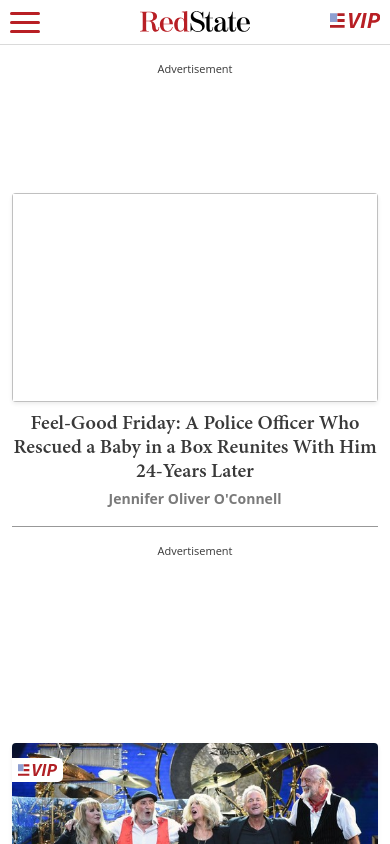 RedState
VIP
Advertisement
Feel-Good Friday: A Police Officer Who
Rescued a Baby in a Box Reunites With Him
24-Years Later
Jennifer Oliver O'Connell
Advertisement
VIP